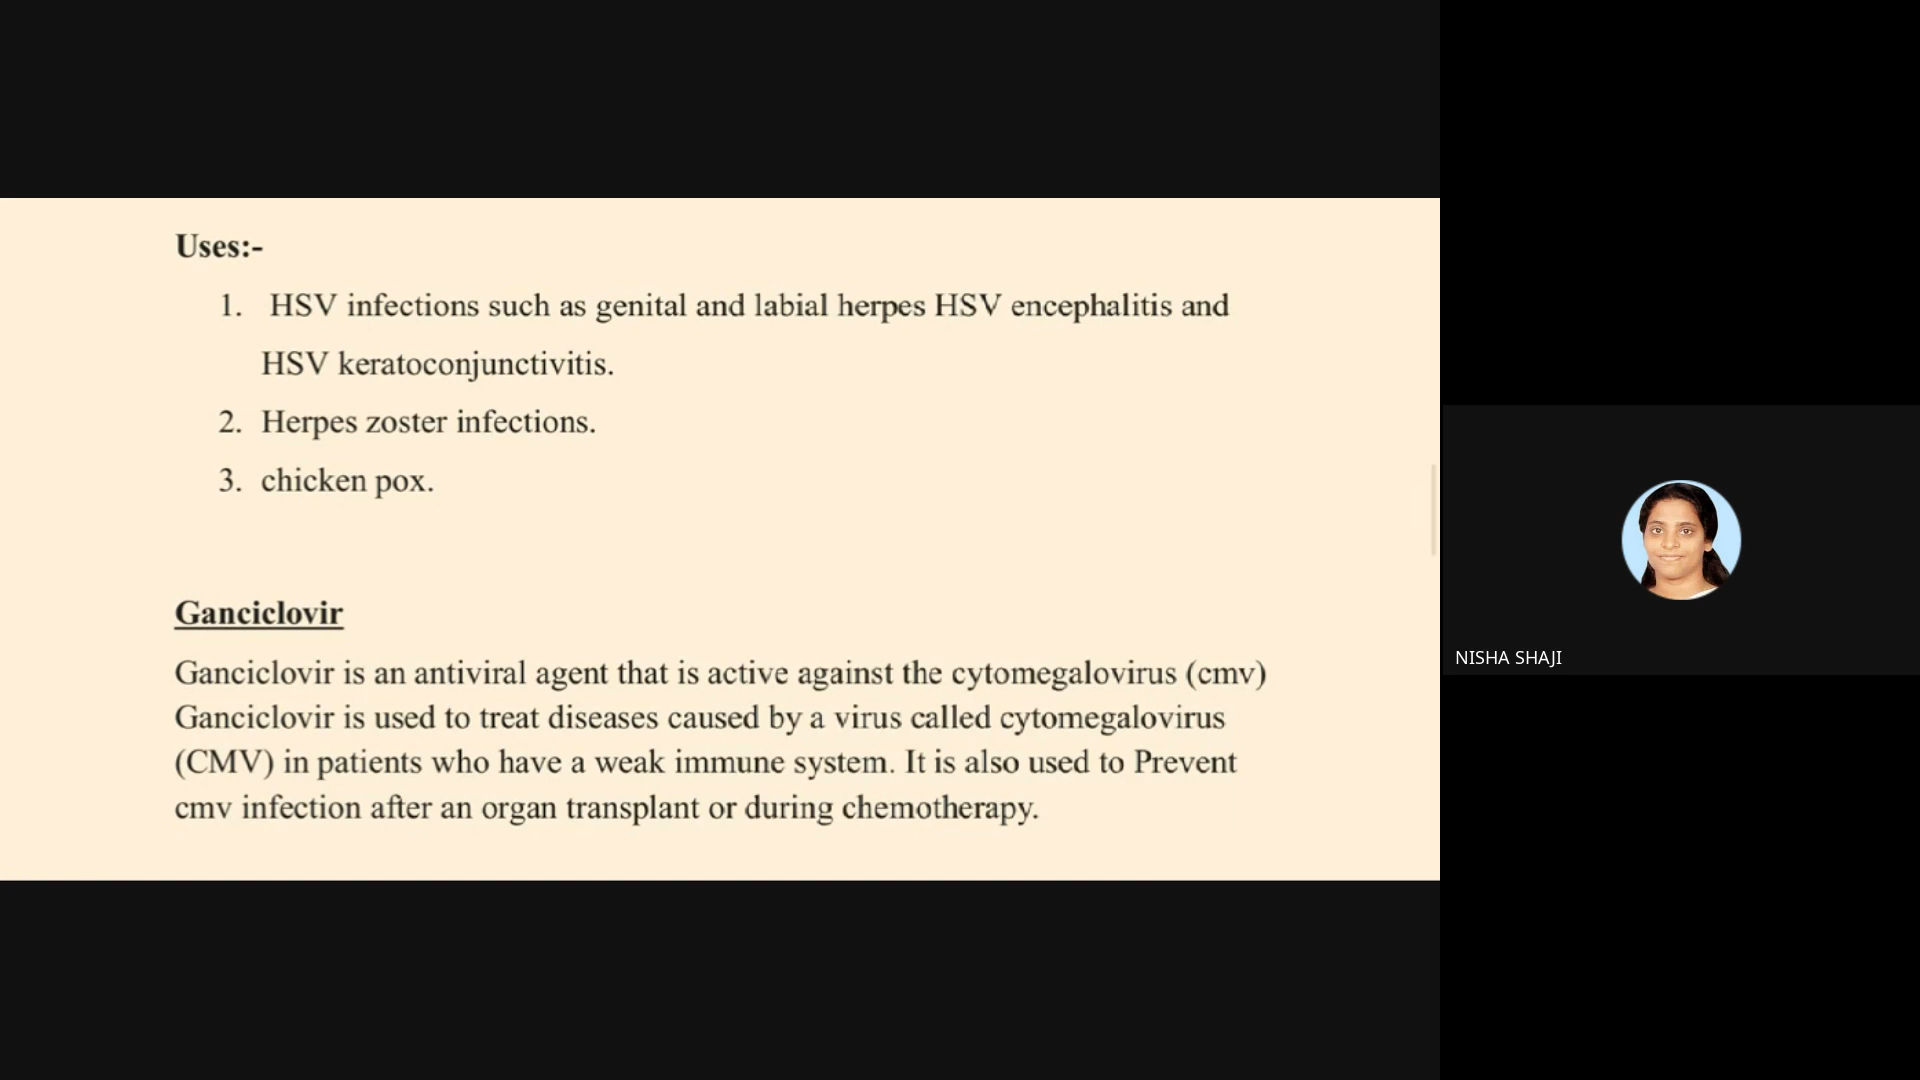 Uses:-
1. HSV infections such as genital and labial herpes HSV encephalitis and
HSV keratoconjunctivitis.
2. Herpes zoster infections.
3. chicken pox.
Ganciclovir
Ganciclovir is an antiviral agent that is active against the cytomegalovirus (cmv)
Ganciclovir is used to treat diseases caused by a virus called cytomegalovirus
(CMV) in patients who have a weak immune system. It is also used to Prevent
cmv infection after an organ transplant or during chemotherapy.
NISHA SHAJI